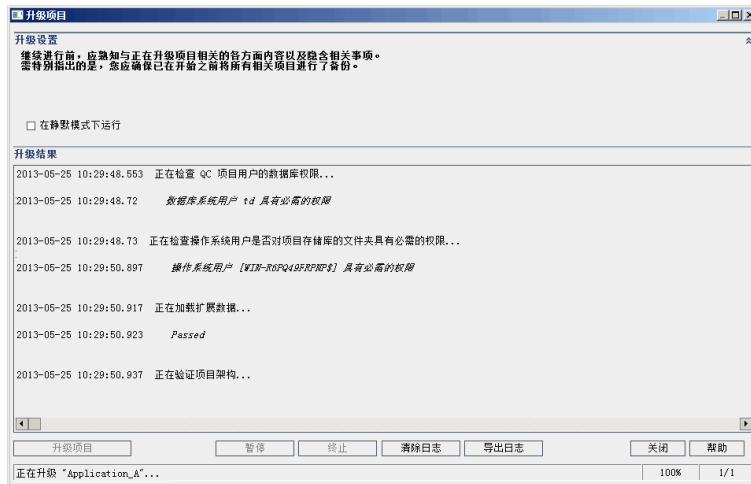 升级项目
升级设置
继续进行前，应熟知与正在升级项目相关的各方面内容以及隐含相关事项。
需特别指出的是，您应确保已在开始之前将所有相关项目进行了备份。
在静默模式下运行
升级结果
2013-05-25 10:29:48.553 正在检查 QC 项目用户的数据库权限...
2013-05-25 10:29:48.72 数据库系统用户 td 具有必需的权限
2013-05-25 10:29:48.73 正在检查操作系统用户是否对项目存储库的文件夹具有必需的权限...
2013-05-25 10:29:50.897 操作系统用户 [WIN-R6PQ49FRPNP$] 具有必需的权限
2013-05-25 10:29:50.917 正在加载扩展数据...
2013-05-25 10:29:50.923 Passed
2013-05-25 10:29:50.937 正在验证项目架构...
升级项目 暂停 终止 清除日志 导出日志 关闭 帮助
正在升级 "Application_A"... 100% 1/1